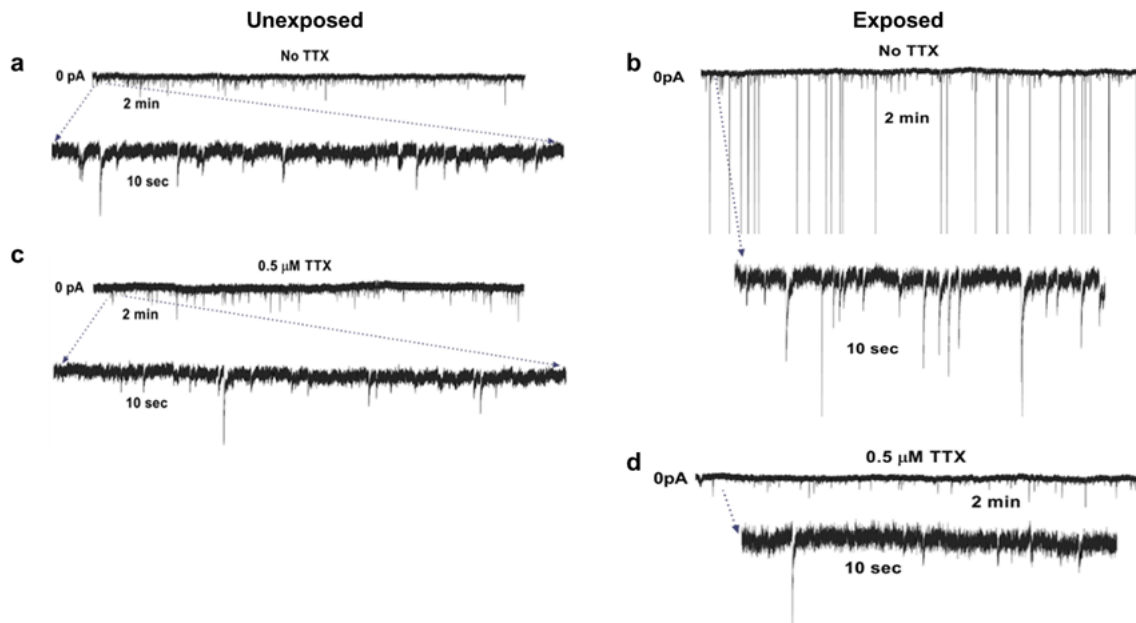 Unexposed
Exposed
a
No TTX
0 pA
2 min
10 sec
b
No TTX
0pA
2 min
10 sec
c
0.5 μM TTX
0 pA
2 min
10 sec
d
0.5 μM TTX
0pA
2 min
10 sec